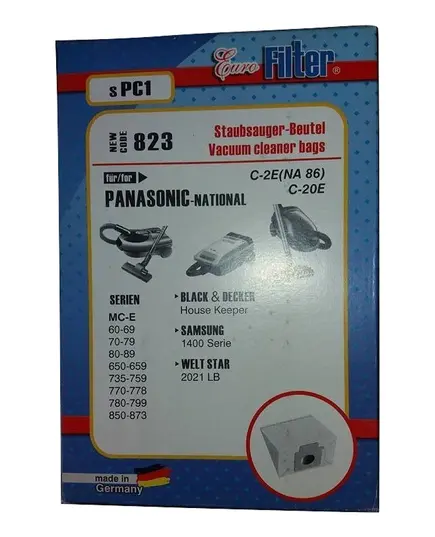 Euro Filter ®
s PC1
NEW CODE 823
Staubsauger-Beutel
Vacuum cleaner bags
für/for
C-2E(NA 86)
C-20E
PANASONIC-NATIONAL
SERIEN
MC-E
60-69
70-79
80-89
650-659
735-759
770-778
780-799
850-873
BLACK & DECKER
House Keeper
SAMSUNG
1400 Serie
WELT STAR
2021 LB
made in
Germany